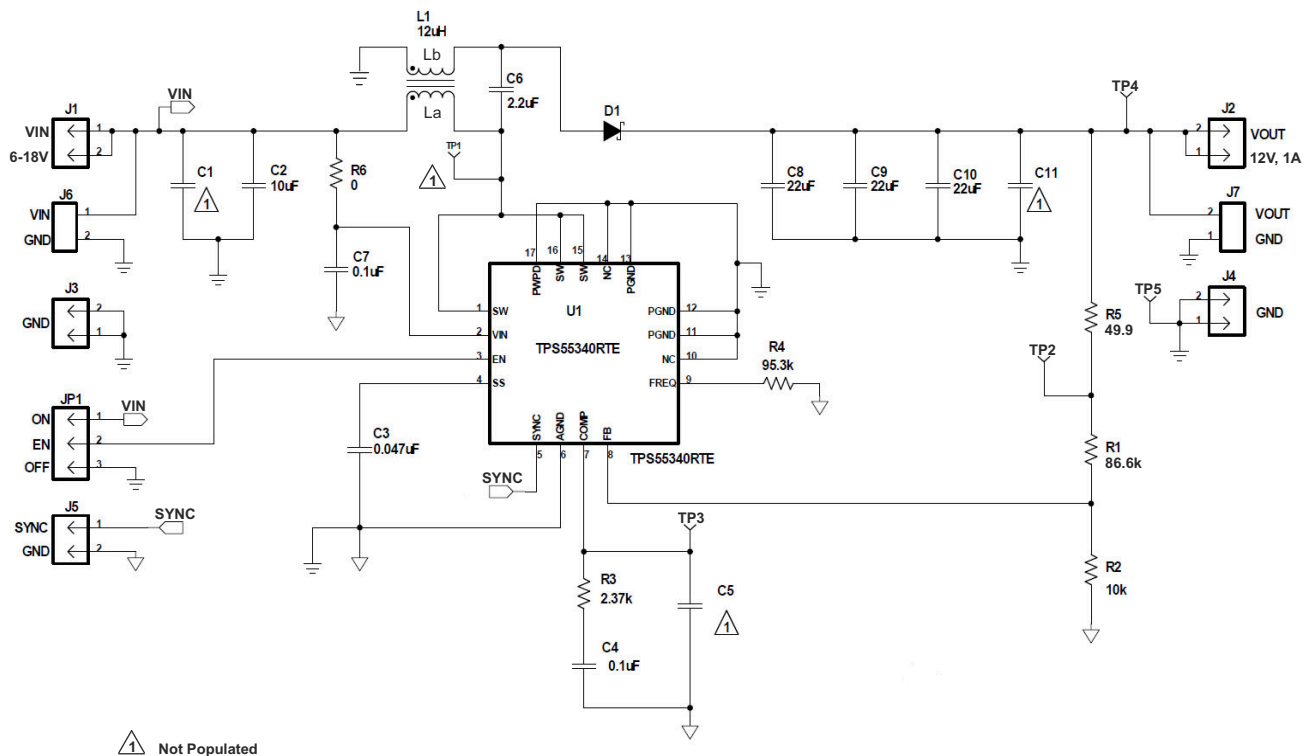 L1
12uH
Lb
La
C6
2.2uF
VIN
J1
VIN
6-18V
1
2
C1
1
C2
10uF
R6
0
TP1
1
D1
TP4
J2
2
1
VOUT
12V, 1A
C8
22uF
C9
22uF
C10
22uF
C11
1
J6
VIN
GND
1
2
C7
0.1uF
J7
2
1
VOUT
GND
17
16
15
14
13
PWPD
SW
SW
NC
PGND
U1
TPS55340RTE
1
SW
2
VIN
3
EN
4
SS
PGND
12
PGND
11
NC
10
FREQ
9
SYNC
AGND
COMP
FB
5
6
7
8
TPS55340RTE
J3
GND
2
1
J4
TP5
2
1
GND
R5
49.9
TP2
R4
95.3k
JP1
ON
EN
OFF
1
2
3
VIN
C3
0.047uF
R1
86.6k
SYNC
J5
SYNC
GND
1
2
SYNC
TP3
R3
2.37k
C5
1
R2
10k
C4
0.1uF
1
Not Populated